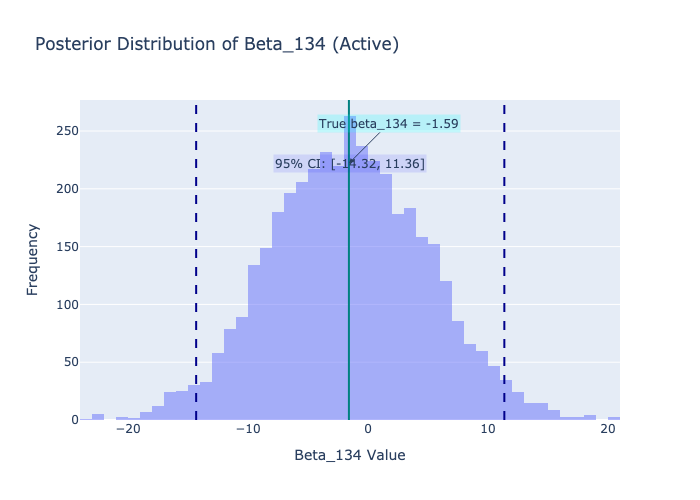 Posterior Distribution of Beta_134 (Active)
True beta_134 = -1.59
95% CI: [-14.32, 11.36]
250
200
150
100
50
0
Frequency
−20
−10
0
10
20
Beta_134 Value